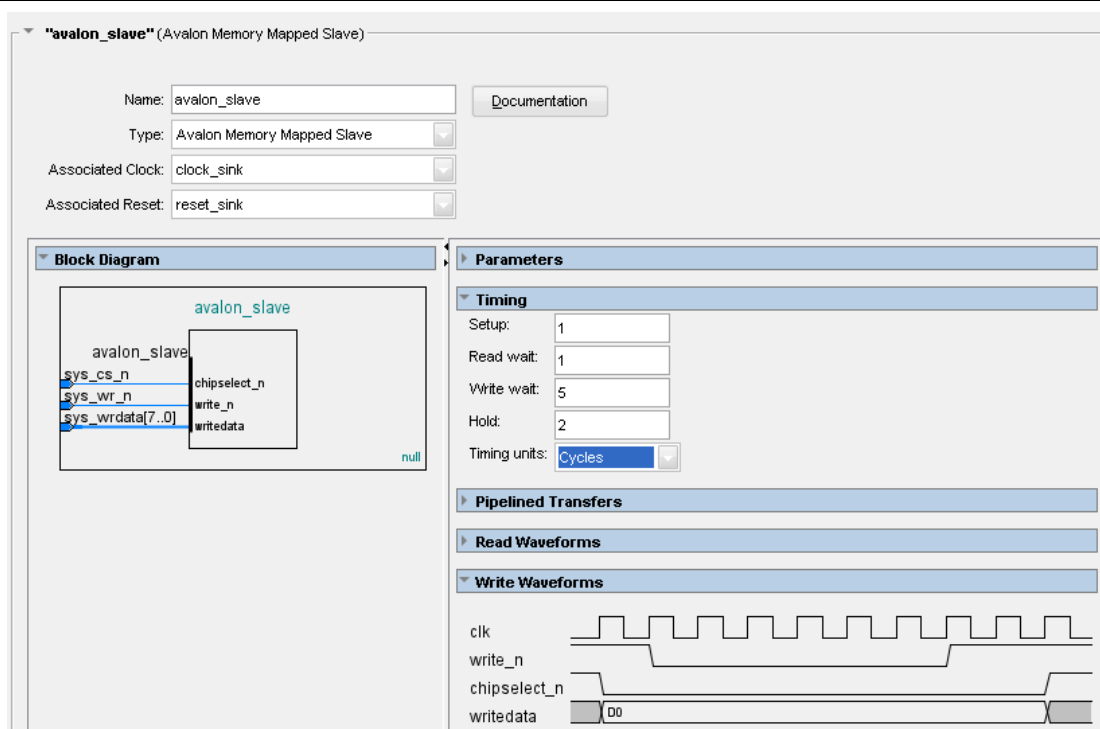 "avalon_slave" (Avalon Memory Mapped Slave)
Name: avalon_slave
Documentation
Type: Avalon Memory Mapped Slave
Associated Clock: clock_sink
Associated Reset: reset_sink
Block Diagram
avalon_slave
avalon_slave
sys_cs_n
chipselect_n
sys_wr_n
write_n
sys_wrdata[7..0]
writedata
null
Parameters
Timing
Setup: 1
Read wait: 1
Write wait: 5
Hold: 2
Timing units: Cycles
Pipelined Transfers
Read Waveforms
Write Waveforms
clk
write_n
chipselect_n
writedata D0